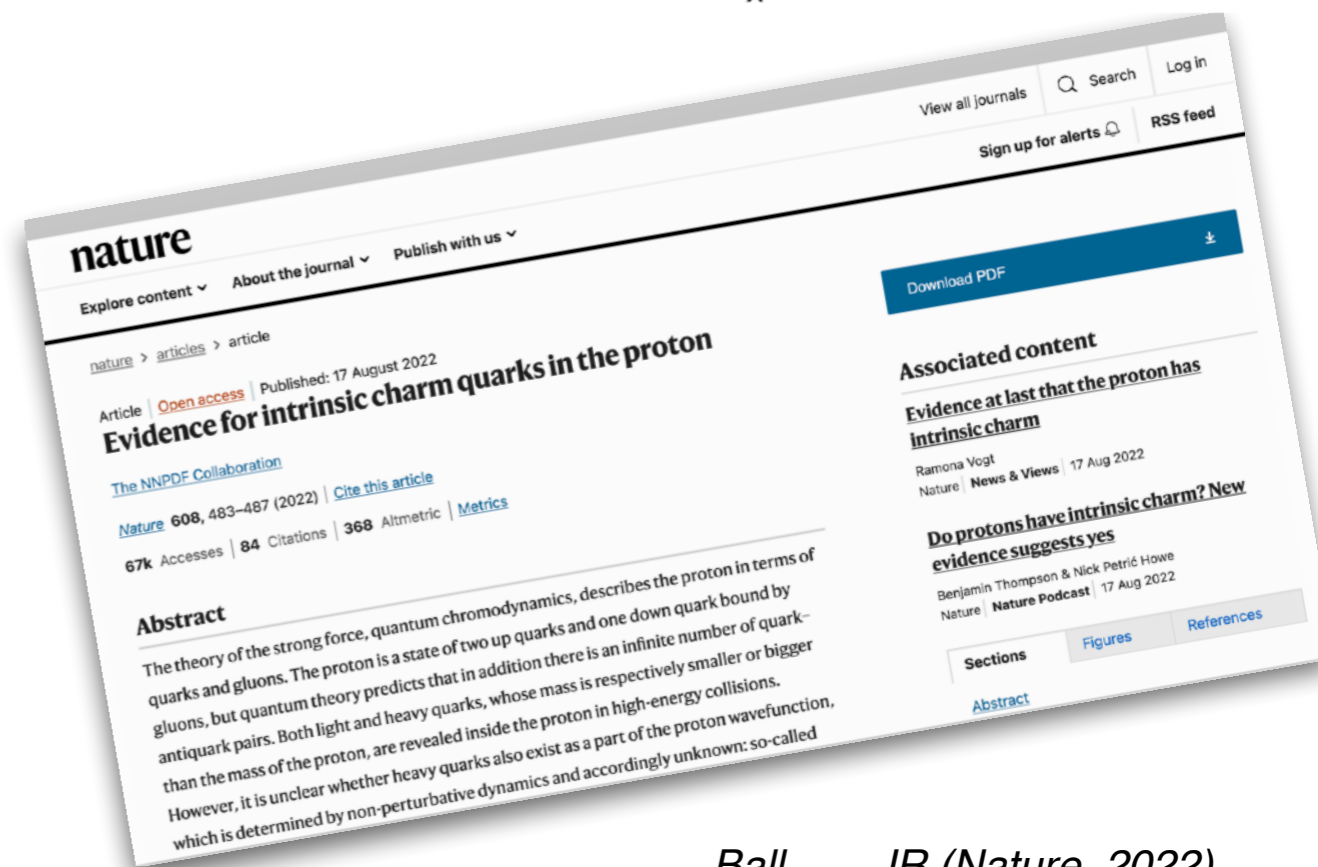 View all journals
Search
Log in
Sign up for alerts
RSS feed
nature
Explore content
About the journal
Publish with us
Download PDF
nature > articles > article
Article | Open access | Published: 17 August 2022
Evidence for intrinsic charm quarks in the proton
The NNPDF Collaboration
Nature 608, 483–487 (2022) | Cite this article
67k Accesses | 84 Citations | 368 Altmetric | Metrics
Abstract
The theory of the strong force, quantum chromodynamics, describes the proton in terms of
quarks and gluons. The proton is a state of two up quarks and one down quark bound by
gluons, but quantum theory predicts that in addition there is an infinite number of quark–
antiquark pairs. Both light and heavy quarks, whose mass is respectively smaller or bigger
than the mass of the proton, are revealed inside the proton in high-energy collisions.
However, it is unclear whether heavy quarks also exist as a part of the proton wavefunction,
which is determined by non-perturbative dynamics and accordingly unknown: so-called
Associated content
Evidence at last that the proton has
intrinsic charm
Ramona Vogt
Nature | News & Views | 17 Aug 2022
Do protons have intrinsic charm? New
evidence suggests yes
Benjamin Thompson & Nick Petrić Howe
Nature | Nature Podcast | 17 Aug 2022
Sections
Figures
References
Abstract